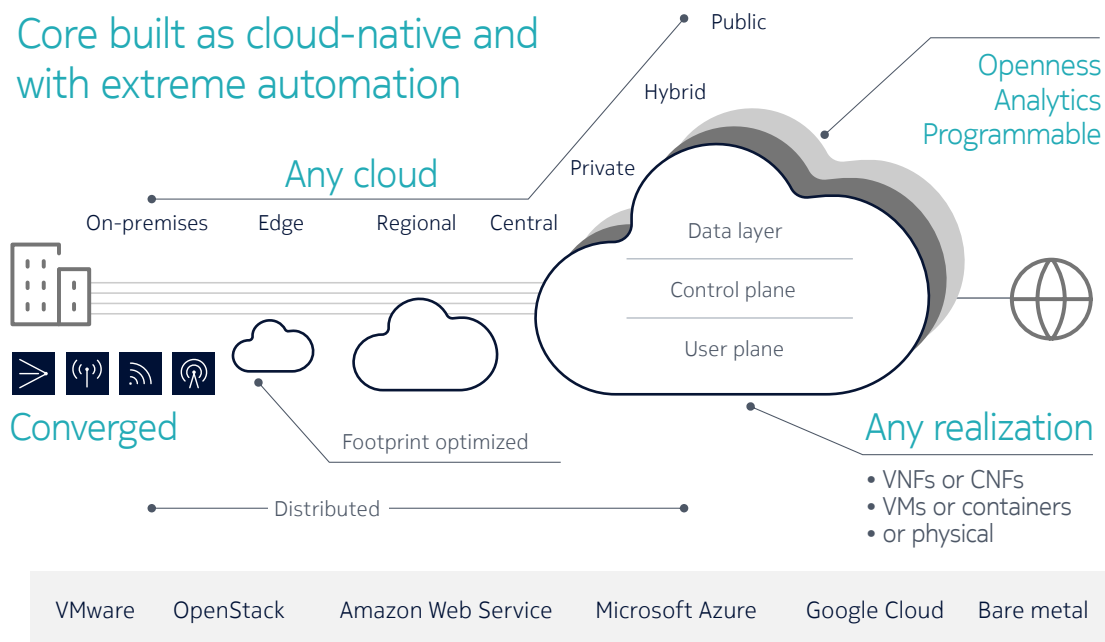 Core built as cloud-native and
with extreme automation
Public
Openness
Analytics
Programmable
Hybrid
Private
Any cloud
On-premises Edge Regional Central
Data layer
Control plane
User plane
Converged
Footprint optimized
Any realization
• VNFs or CNFs
• VMs or containers
• or physical
Distributed
VMware OpenStack Amazon Web Service Microsoft Azure Google Cloud Bare metal